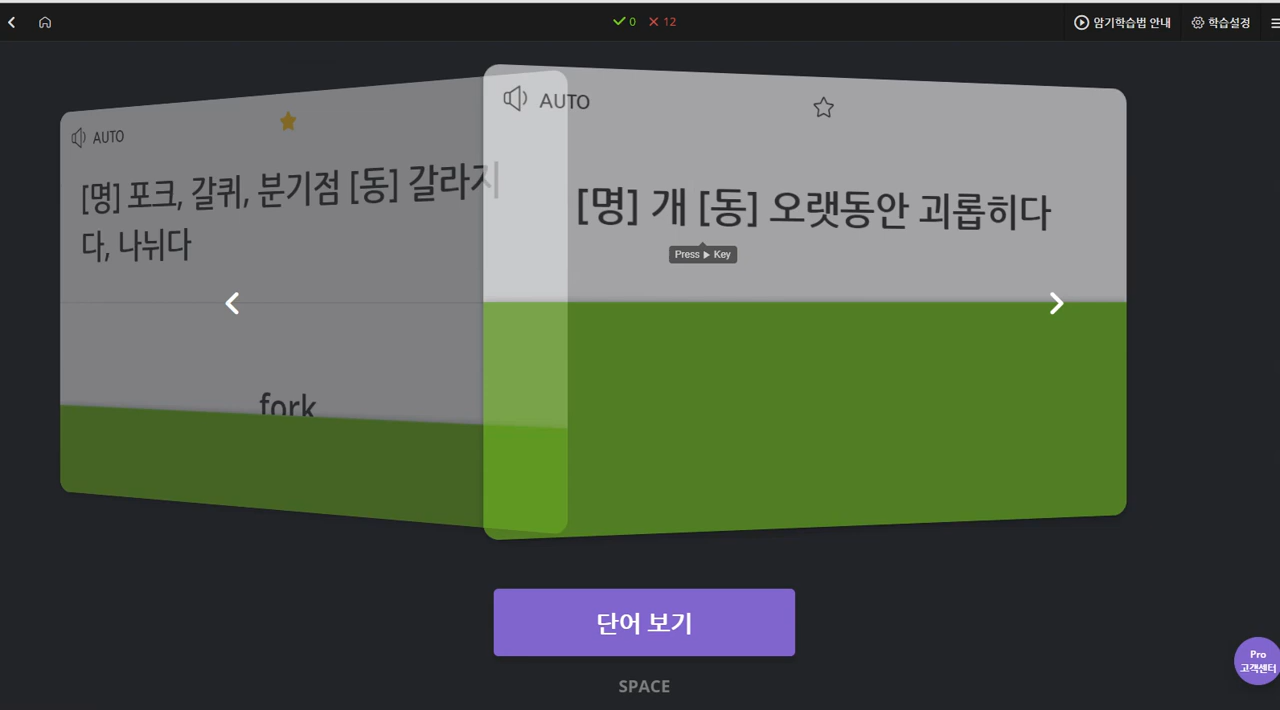 0 12
암기학습법 안내
학습설정
AUTO
[명] 포크, 갈퀴, 분기점 [동] 갈라지
다, 나뉘다
fork
AUTO
[명] 개 [동] 오랫동안 괴롭히다
Press ▶ Key
단어 보기
SPACE
Pro
고객센터